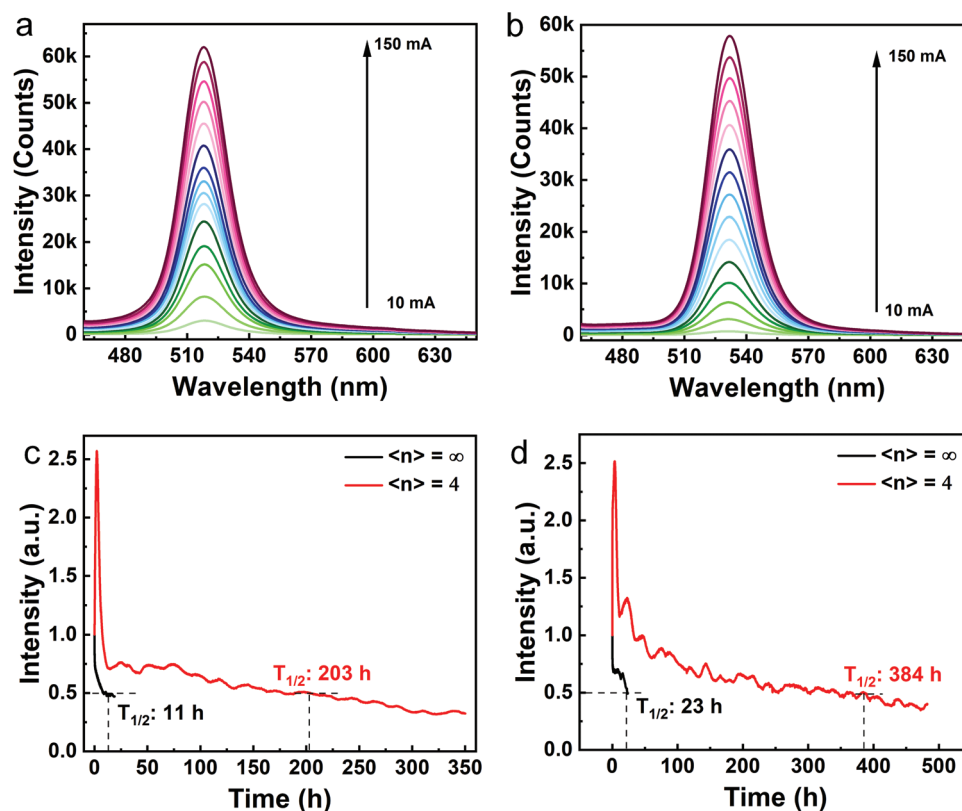 a
60k
50k
40k
30k
20k
10k
0
Intensity (Counts)
150 mA
10 mA
480 510 540 570 600 630
Wavelength (nm)
b
60k
50k
40k
30k
20k
10k
0
Intensity (Counts)
150 mA
10 mA
480 510 540 570 600 630
Wavelength (nm)
c
2.5
2.0
1.5
1.0
0.5
0.0
Intensity (a.u.)
<n> = ∞
<n> = 4
T1/2: 203 h
T1/2: 11 h
0 50 100 150 200 250 300 350
Time (h)
d
2.5
2.0
1.5
1.0
0.5
0.0
Intensity (a.u.)
<n> = ∞
<n> = 4
T1/2: 384 h
T1/2: 23 h
0 100 200 300 400 500
Time (h)